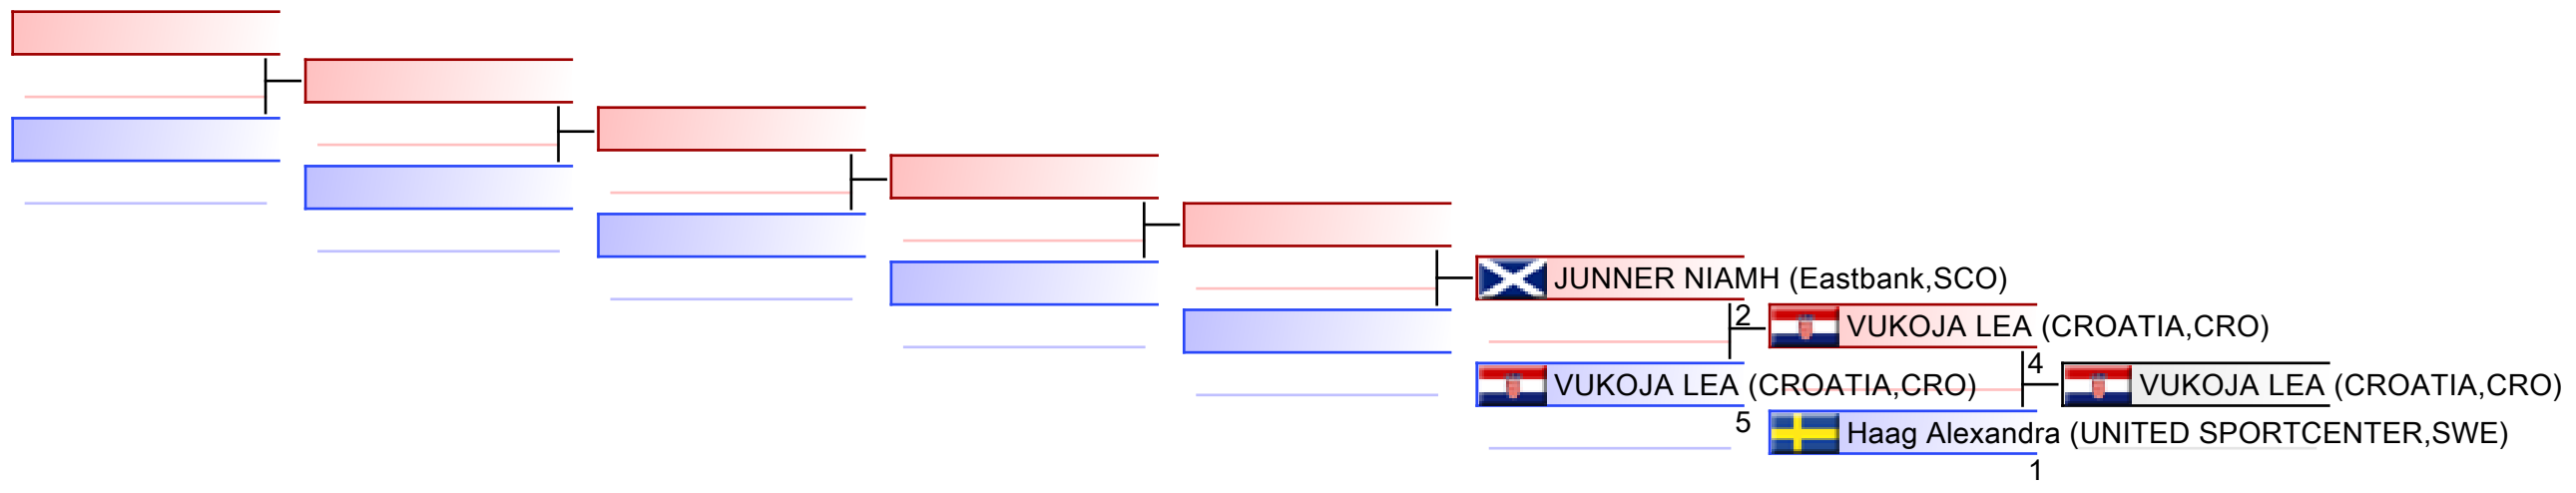 JUNNER NIAMH (Eastbank,SCO)
2
VUKOJA LEA (CROATIA,CRO)
VUKOJA LEA (CROATIA,CRO)
5
4
VUKOJA LEA (CROATIA,CRO)
Haag Alexandra (UNITED SPORTCENTER,SWE)
1